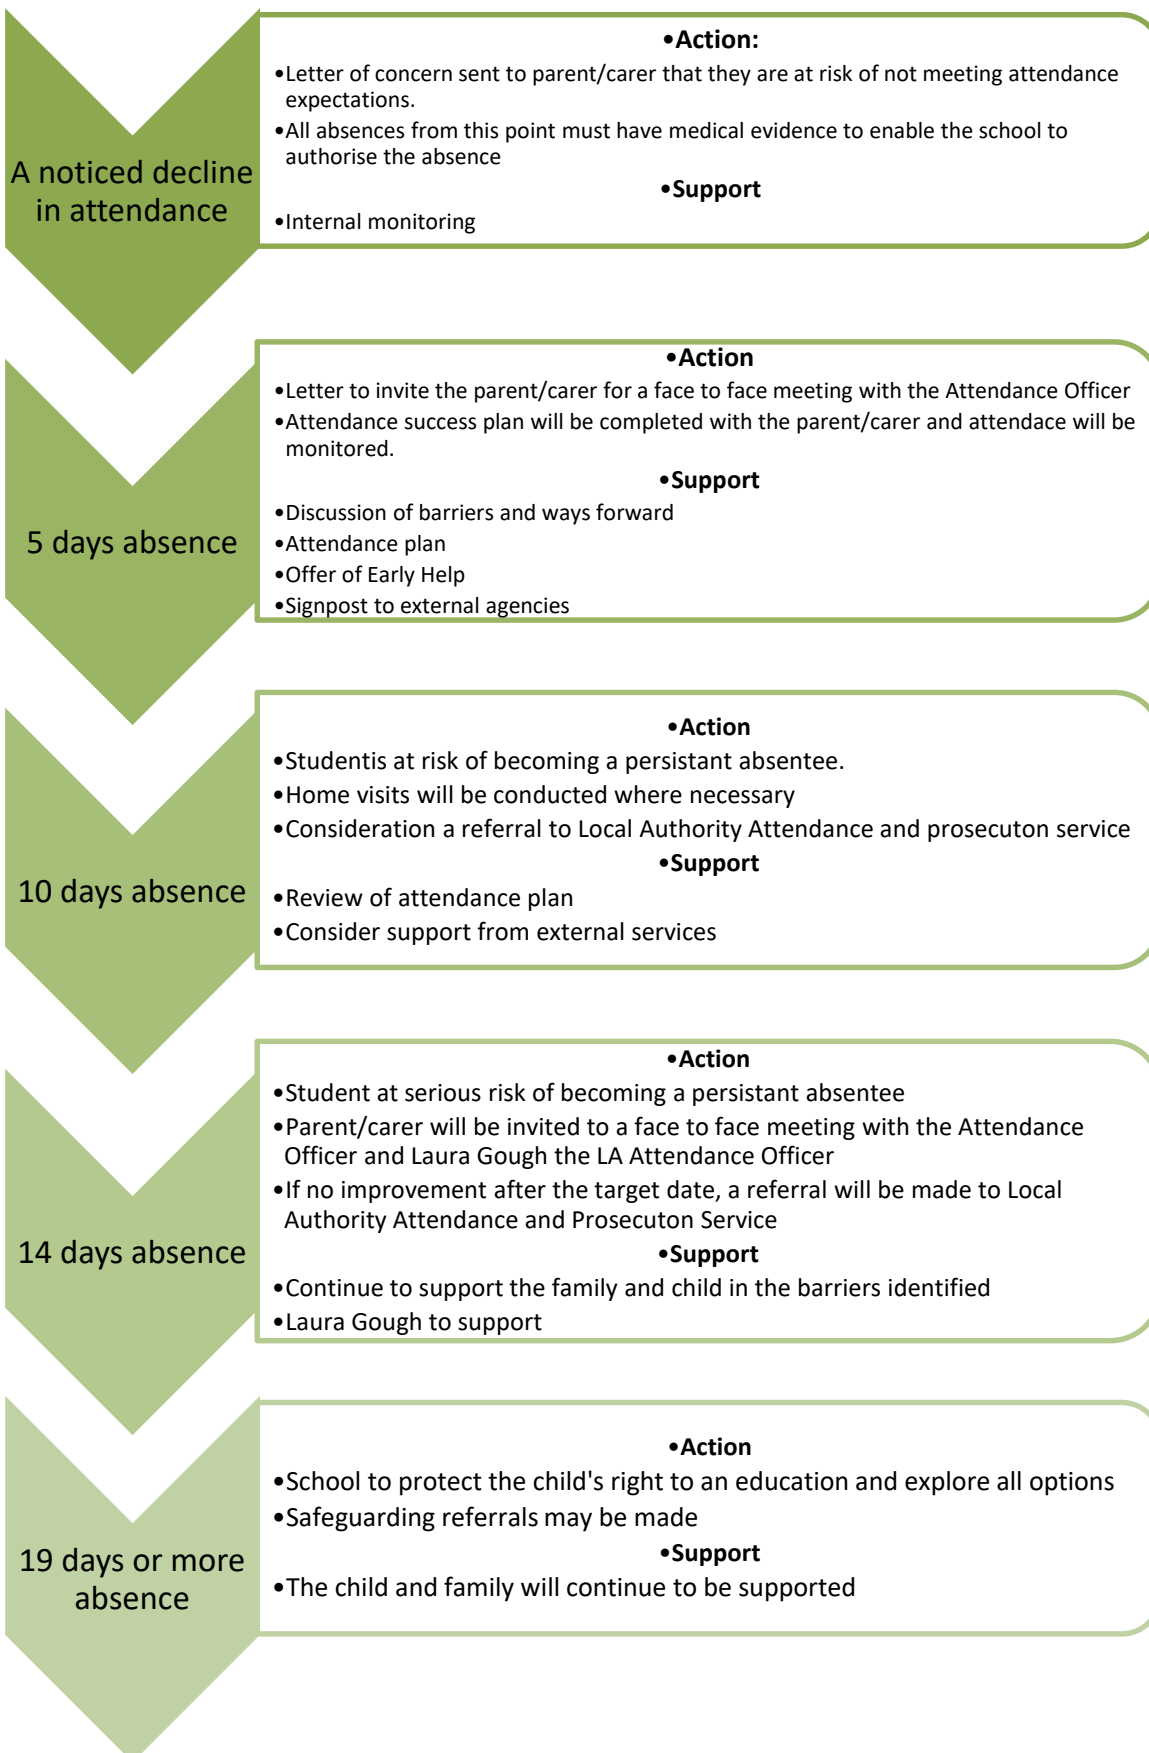 A noticed decline
in attendance
•Action:
•Letter of concern sent to parent/carer that they are at risk of not meeting attendance
expectations.
•All absences from this point must have medical evidence to enable the school to
authorise the absence
•Support
•Internal monitoring
5 days absence
•Action
•Letter to invite the parent/carer for a face to face meeting with the Attendance Officer
•Attendance success plan will be completed with the parent/carer and attendace will be
monitored.
•Support
•Discussion of barriers and ways forward
•Attendance plan
•Offer of Early Help
•Signpost to external agencies
10 days absence
•Action
•Studentis at risk of becoming a persistant absentee.
•Home visits will be conducted where necessary
•Consideration a referral to Local Authority Attendance and prosecuton service
•Support
•Review of attendance plan
•Consider support from external services
14 days absence
•Action
•Student at serious risk of becoming a persistant absentee
•Parent/carer will be invited to a face to face meeting with the Attendance
Officer and Laura Gough the LA Attendance Officer
•If no improvement after the target date, a referral will be made to Local
Authority Attendance and Prosecuton Service
•Support
•Continue to support the family and child in the barriers identified
•Laura Gough to support
19 days or more
absence
•Action
•School to protect the child's right to an education and explore all options
•Safeguarding referrals may be made
•Support
•The child and family will continue to be supported